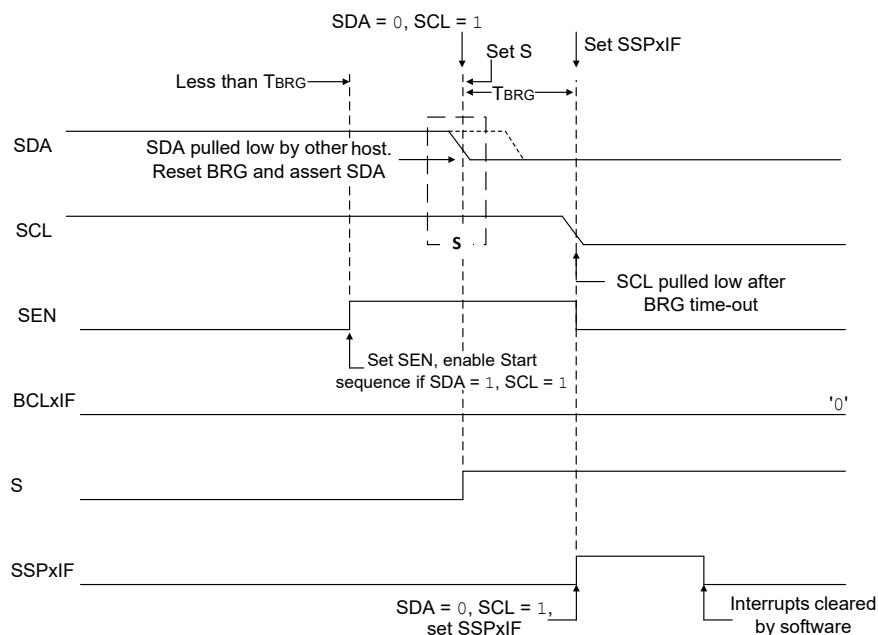 SDA = 0, SCL = 1
Set S
Set SSPxIF
Less than TBRG
TBRG
SDA
SDA pulled low by other host.
Reset BRG and assert SDA
SCL
S
SCL pulled low after
BRG time-out
SEN
Set SEN, enable Start
sequence if SDA = 1, SCL = 1
BCLxIF
'0'
S
SSPxIF
SDA = 0, SCL = 1,
set SSPxIF
Interrupts cleared
by software